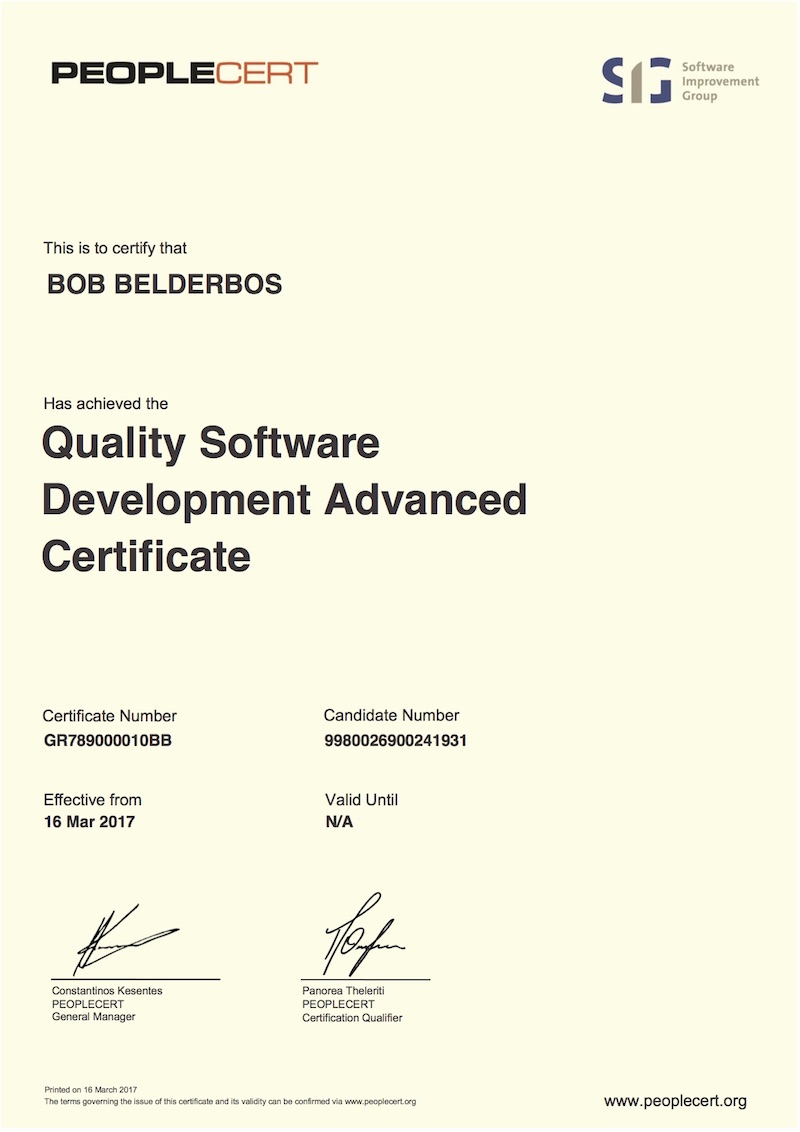 PEOPLECERT
SIG
Software
Improvement
Group
This is to certify that
BOB BELDERBOS
Has achieved the
Quality Software
Development Advanced
Certificate
Certificate Number
GR789000010BB
Candidate Number
9980026900241931
Effective from
16 Mar 2017
Valid Until
N/A
Constantinos Kesentes
PEOPLECERT
General Manager
Panorea Theleriti
PEOPLECERT
Certification Qualifier
Printed on 16 March 2017
The terms governing the issue of this certificate and its validity can be confirmed via www.peoplecert.org
www.peoplecert.org